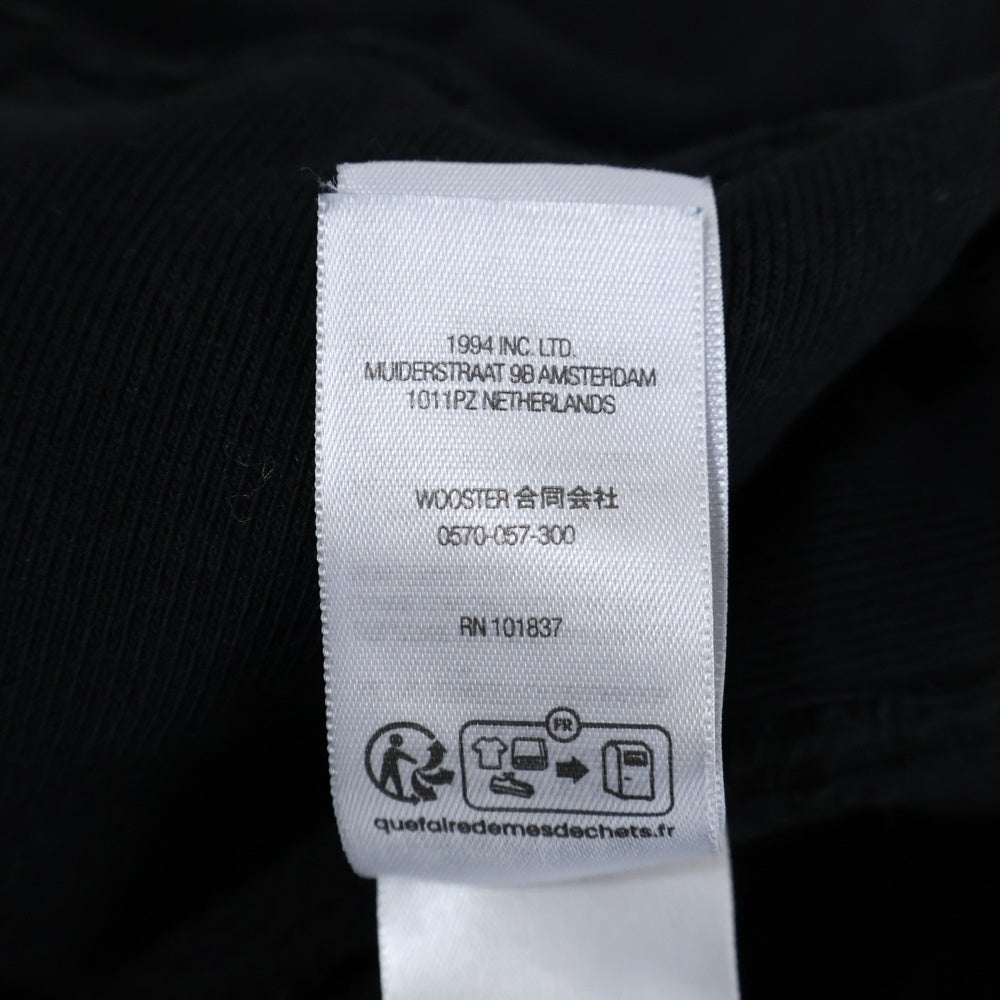 1994 INC. LTD.
MUIDERSTRAAT 9B AMSTERDAM
1011PZ NETHERLANDS
WOOSTER 合同会社
0570-057-300
RN 101837
FR
quefairedemesdechets.fr